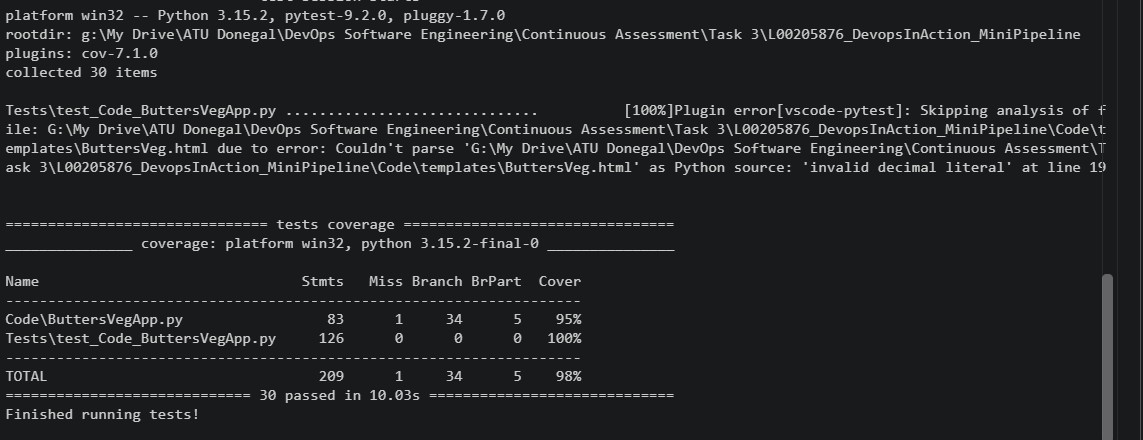 platform win32 -- Python 3.15.2, pytest-9.2.0, pluggy-1.7.0
rootdir: g:\My Drive\ATU Donegal\DevOps Software Engineering\Continuous Assessment\Task 3\L00205876_DevopsInAction_MiniPipeline
plugins: cov-7.1.0
collected 30 items
Tests\test_Code_ButtersVegApp.py .............................. [100%]Plugin error[vscode-pytest]: Skipping analysis of f
ile: G:\My Drive\ATU Donegal\DevOps Software Engineering\Continuous Assessment\Task 3\L00205876_DevopsInAction_MiniPipeline\Code\t
emplates\ButtersVeg.html due to error: Couldn't parse 'G:\My Drive\ATU Donegal\DevOps Software Engineering\Continuous Assessment\T
ask 3\L00205876_DevopsInAction_MiniPipeline\Code\templates\ButtersVeg.html' as Python source: 'invalid decimal literal' at line 19
============================== tests coverage ===============================
_______________ coverage: platform win32, python 3.15.2-final-0 _______________
Name Stmts Miss Branch BrPart Cover
--------------------------------------------------------------------
Code\ButtersVegApp.py 83 1 34 5 95%
Tests\test_Code_ButtersVegApp.py 126 0 0 0 100%
--------------------------------------------------------------------
TOTAL 209 1 34 5 98%
============================ 30 passed in 10.03s ============================
Finished running tests!